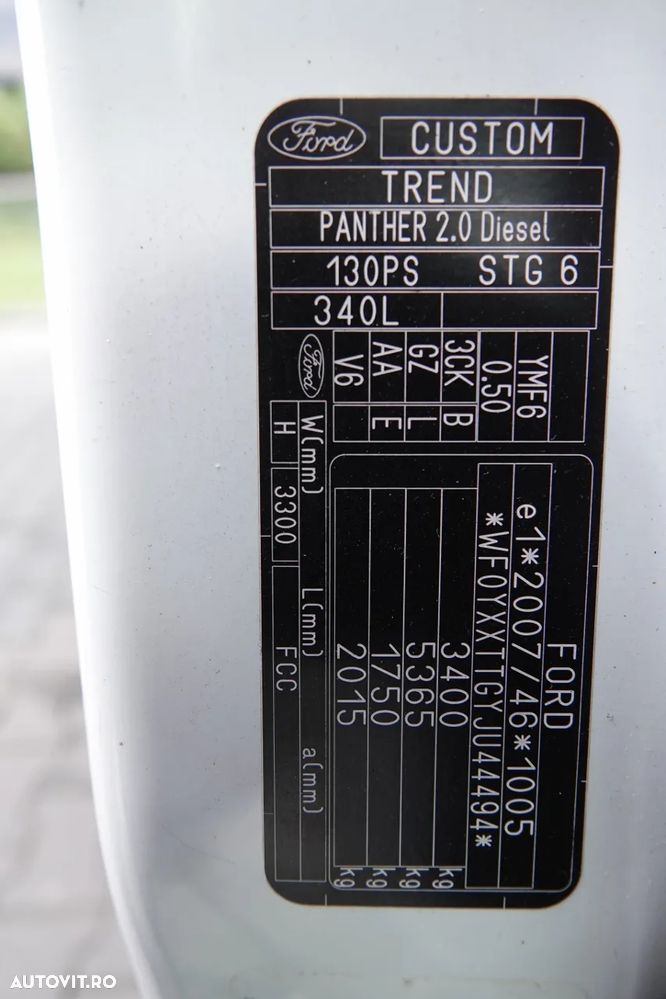 Ford
CUSTOM
TREND
PANTHER 2.0 Diesel
130PS STG 6
340L
YMF6
0.50
3CK B
GZ L
AA E
V6
Ford
FORD
e1*2007/46*1005
*WF0YXXTTGYJU44494*
3400 kg
5365 kg
1750 kg
2015 kg
W(mm) L(mm) a(mm)
H 3300 FCC
AUTOVIT.RO